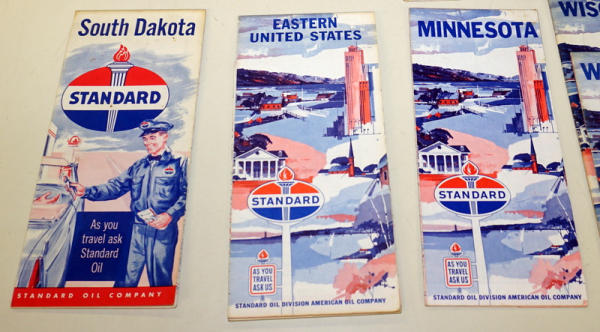 South Dakota
STANDARD
As you
travel ask
Standard
Oil
STANDARD OIL COMPANY
EASTERN
UNITED STATES
STANDARD
AS YOU
TRAVEL
ASK US
STANDARD OIL DIVISION AMERICAN OIL COMPANY
MINNESOTA
STANDARD
AS YOU
TRAVEL
ASK US
STANDARD OIL DIVISION AMERICAN OIL COMPANY
WISC
W